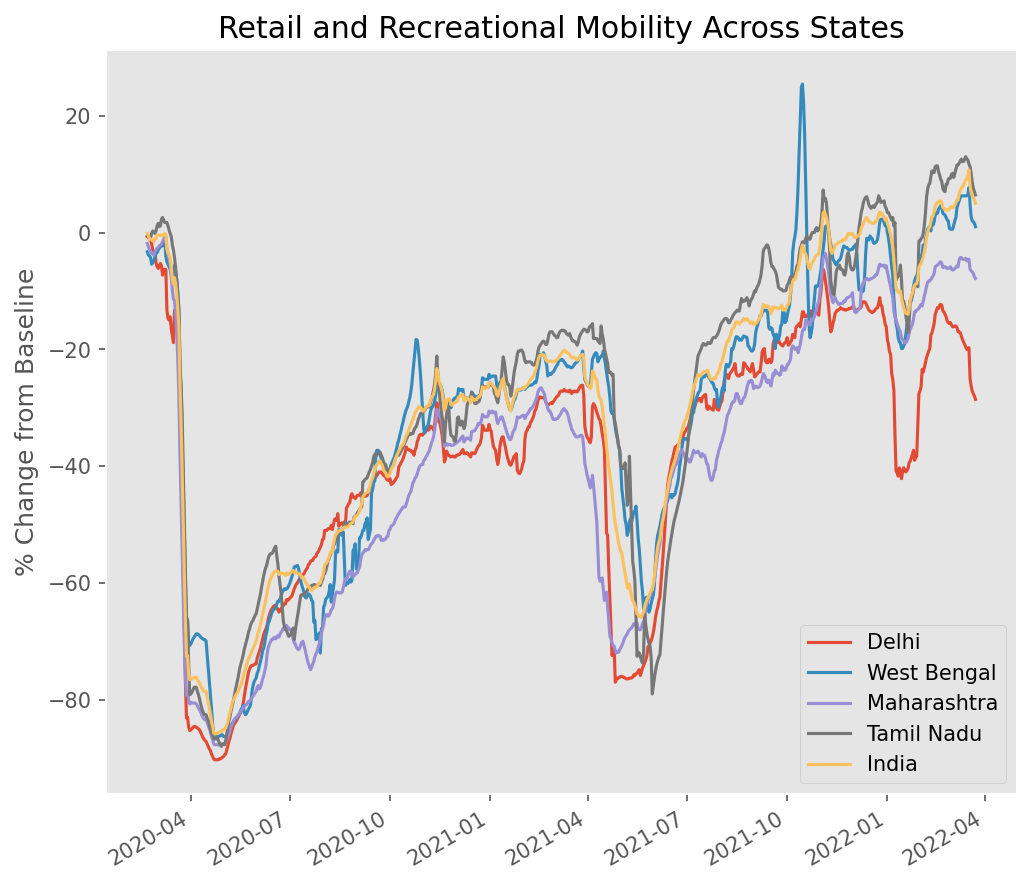 Retail and Recreational Mobility Across States
% Change from Baseline
20
0
−20
−40
−60
−80
2020-04
2020-07
2020-10
2021-01
2021-04
2021-07
2021-10
2022-01
2022-04
Delhi
West Bengal
Maharashtra
Tamil Nadu
India